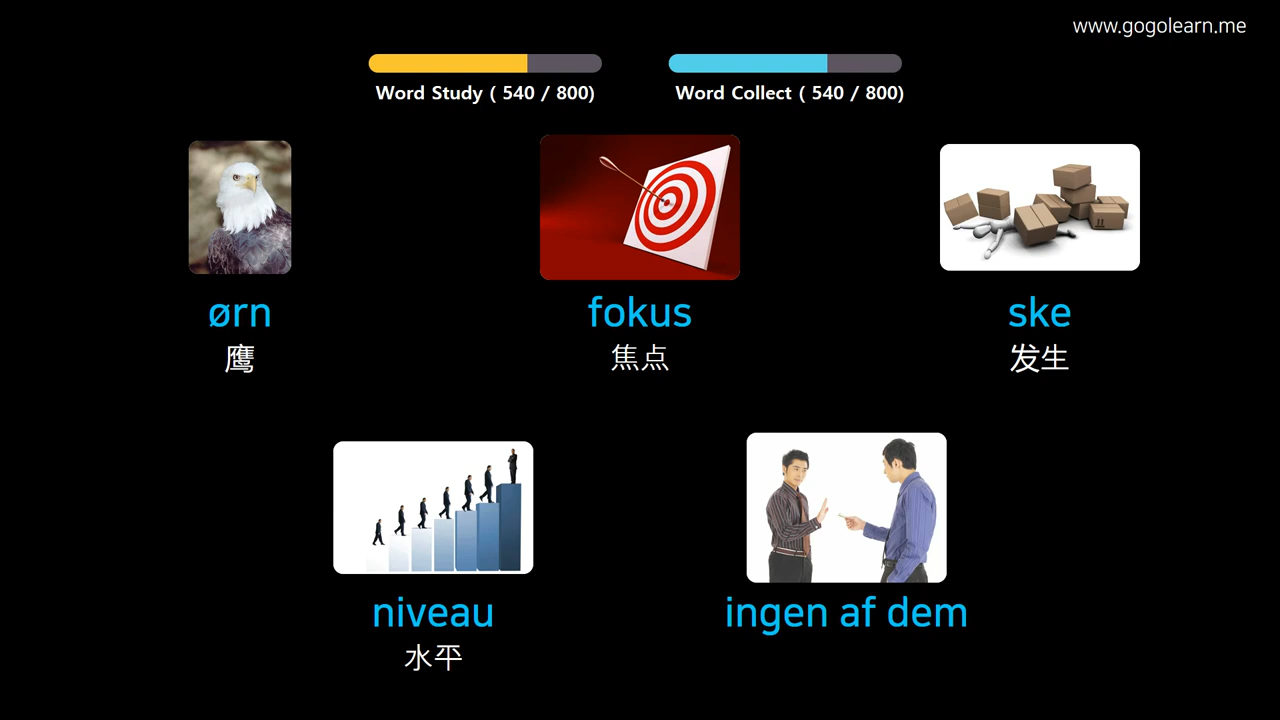 www.gogolearn.me
Word Study ( 540 / 800)
Word Collect ( 540 / 800)
ørn
鹰
fokus
焦点
ske
发生
niveau
水平
ingen af dem